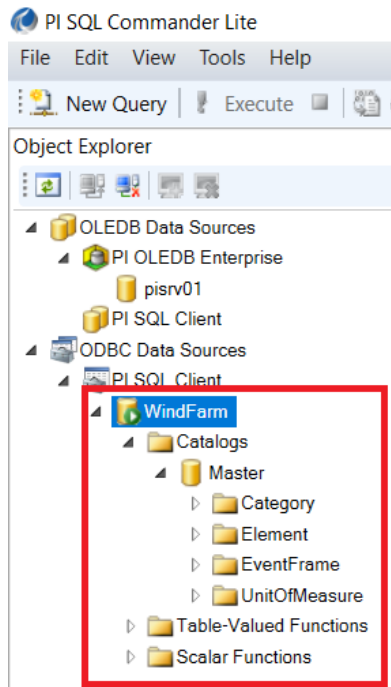 PI SQL Commander Lite
File Edit View Tools Help
New Query Execute
Object Explorer
OLEDB Data Sources
PI OLEDB Enterprise
pisrv01
PI SQL Client
ODBC Data Sources
PI SQL Client
WindFarm
Catalogs
Master
Category
Element
EventFrame
UnitOfMeasure
Table-Valued Functions
Scalar Functions